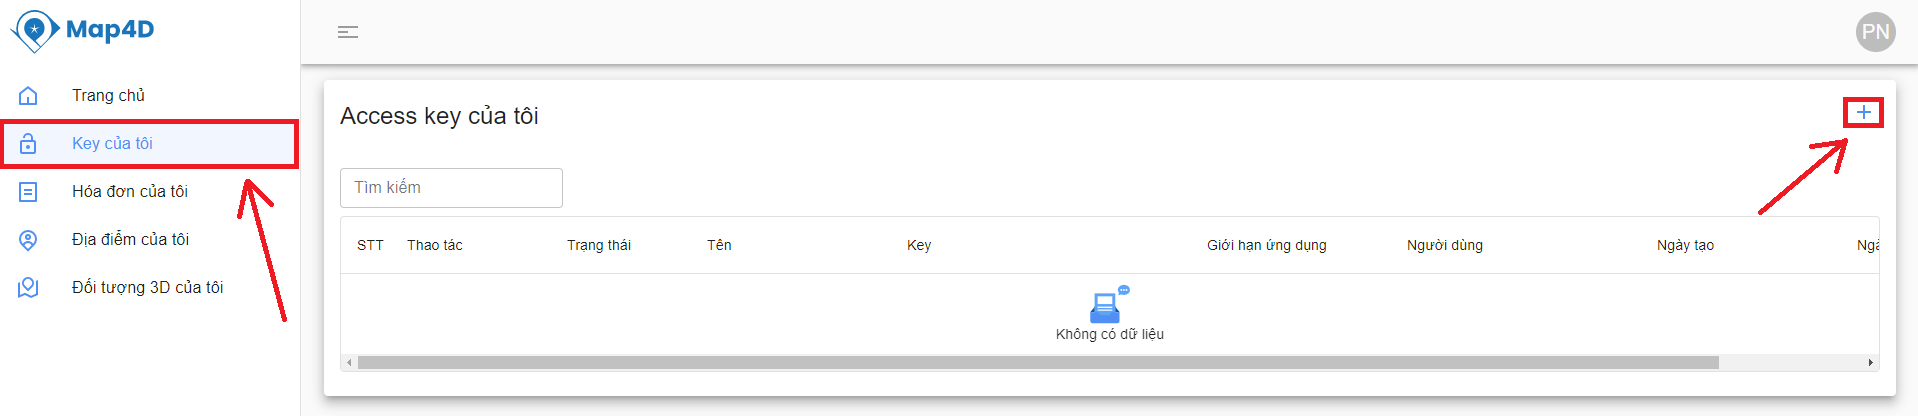 Map4D
PN
Trang chủ
Key của tôi
Hóa đơn của tôi
Địa điểm của tôi
Đối tượng 3D của tôi
Access key của tôi
+
Tìm kiếm
STT Thao tác Trạng thái Tên Key Giới hạn ứng dụng Người dùng Ngày tạo Ngà
Không có dữ liệu